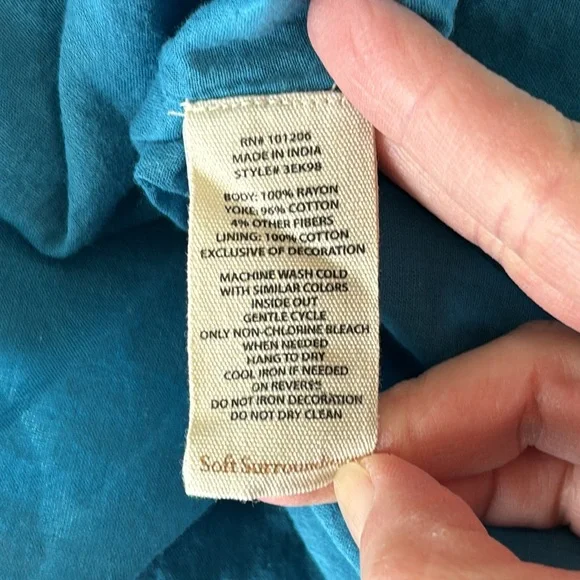 RN# 101206
MADE IN INDIA
STYLE# 3EK98
BODY: 100% RAYON
YOKE: 96% COTTON
4% OTHER FIBERS
LINING: 100% COTTON
EXCLUSIVE OF DECORATION
MACHINE WASH COLD
WITH SIMILAR COLORS
INSIDE OUT
GENTLE CYCLE
ONLY NON-CHLORINE BLEACH
WHEN NEEDED
HANG TO DRY
COOL IRON IF NEEDED
ON REVERSE
DO NOT IRON DECORATION
DO NOT DRY CLEAN
Soft